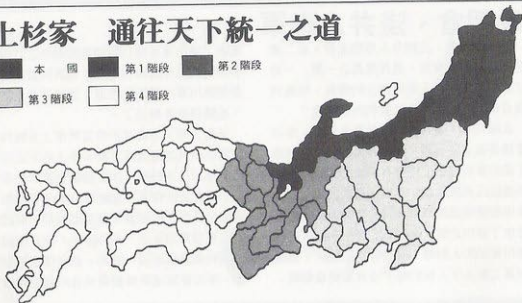 上杉家　通往天下統一之道
本國　第1階段　第2階段
第3階段　第4階段